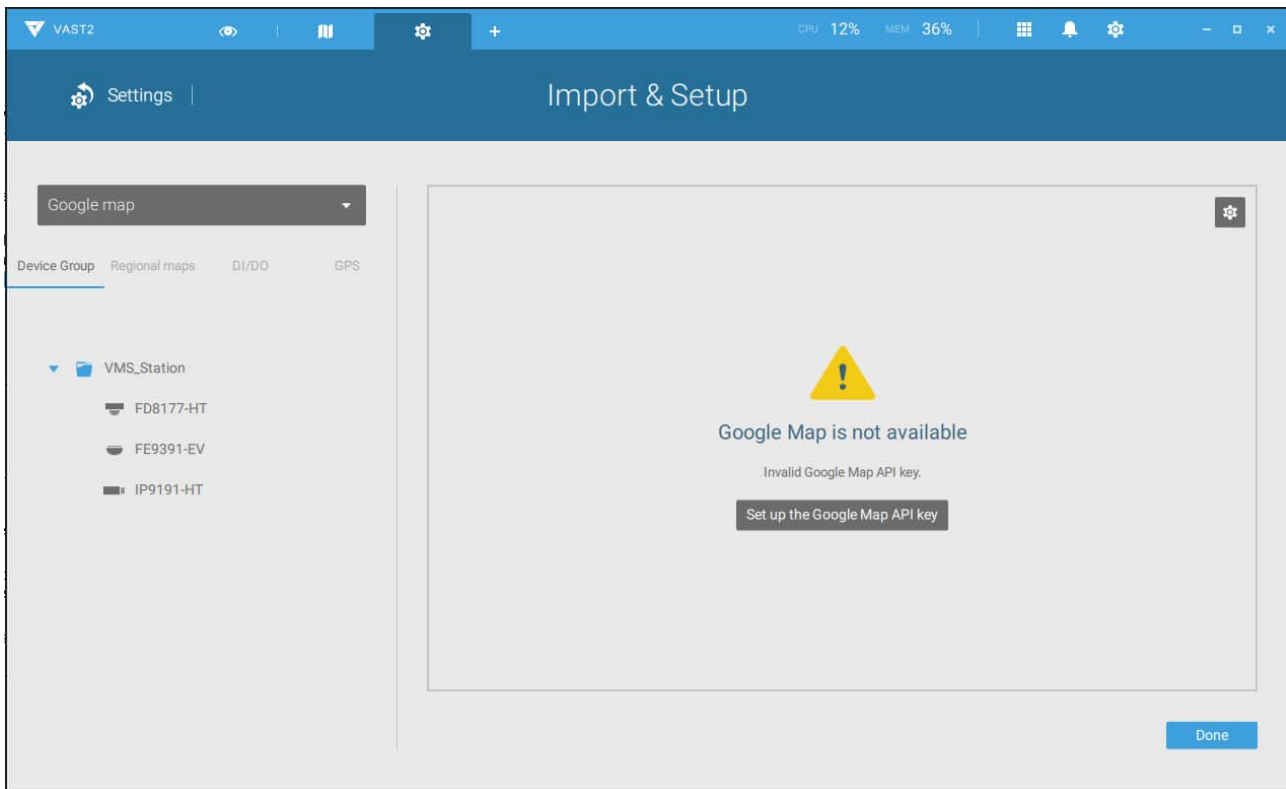 VAST2
CPU 12% MEM 36%
Settings
Import & Setup
Google map
Device Group Regional maps DI/DO GPS
VMS_Station
FD8177-HT
FE9391-EV
IP9191-HT
Google Map is not available
Invalid Google Map API key.
Set up the Google Map API key
Done